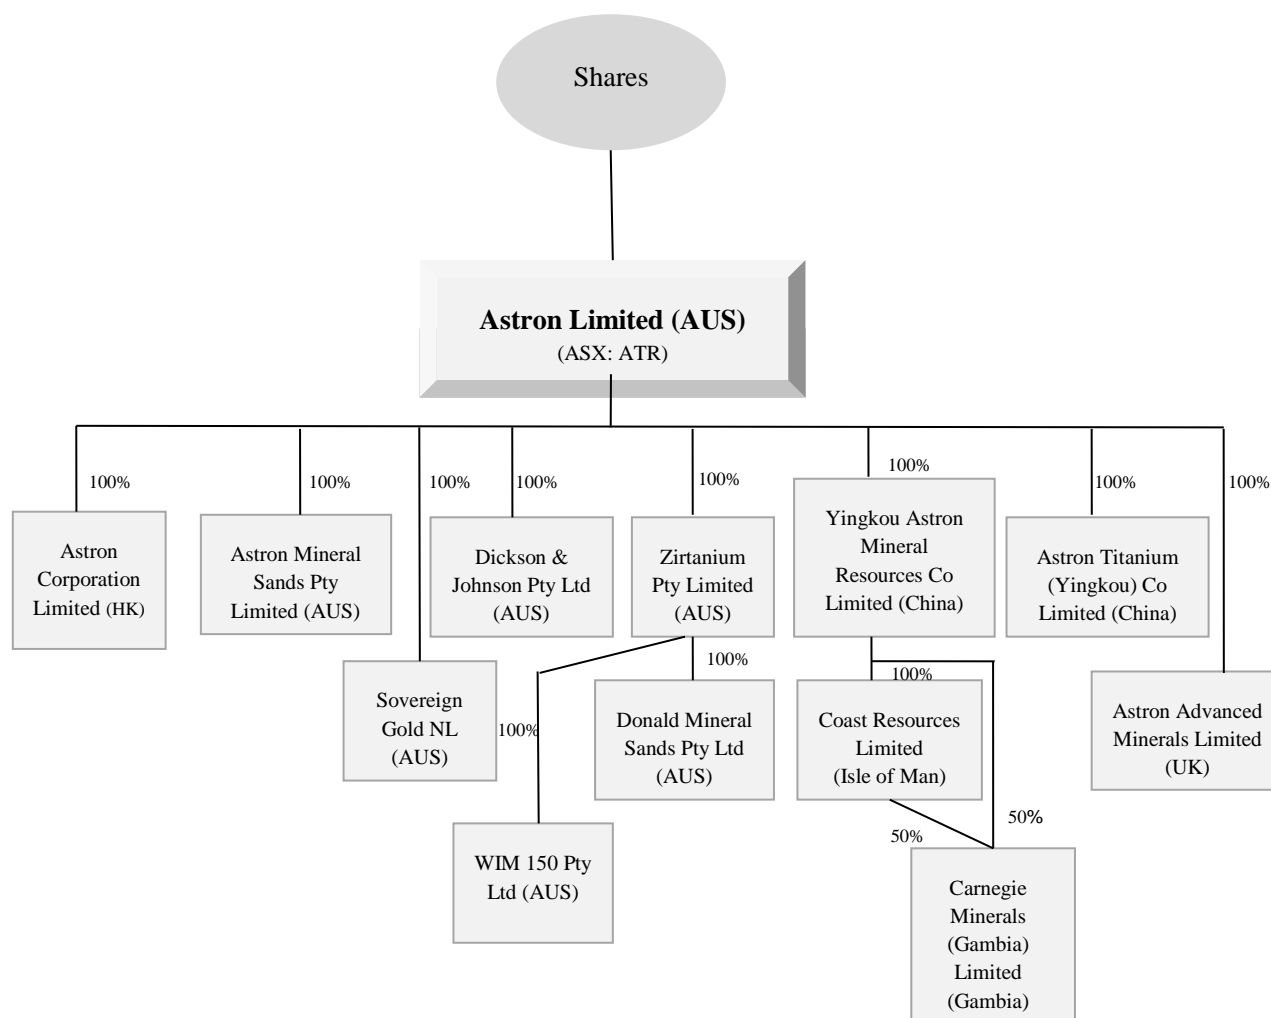 Shares
Astron Limited (AUS)
(ASX: ATR)
100%
100%
100%
100%
100%
100%
100%
100%
Astron
Corporation
Limited (HK)
Astron Mineral
Sands Pty
Limited (AUS)
Dickson &
Johnson Pty Ltd
(AUS)
Zirtanium
Pty Limited
(AUS)
Yingkou Astron
Mineral
Resources Co
Limited (China)
Astron Titanium
(Yingkou) Co
Limited (China)
Sovereign
Gold NL
(AUS)
100%
100%
Donald Mineral
Sands Pty Ltd
(AUS)
100%
Coast Resources
Limited
(Isle of Man)
Astron Advanced
Minerals Limited
(UK)
50%
50%
WIM 150 Pty
Ltd (AUS)
Carnegie
Minerals
(Gambia)
Limited
(Gambia)